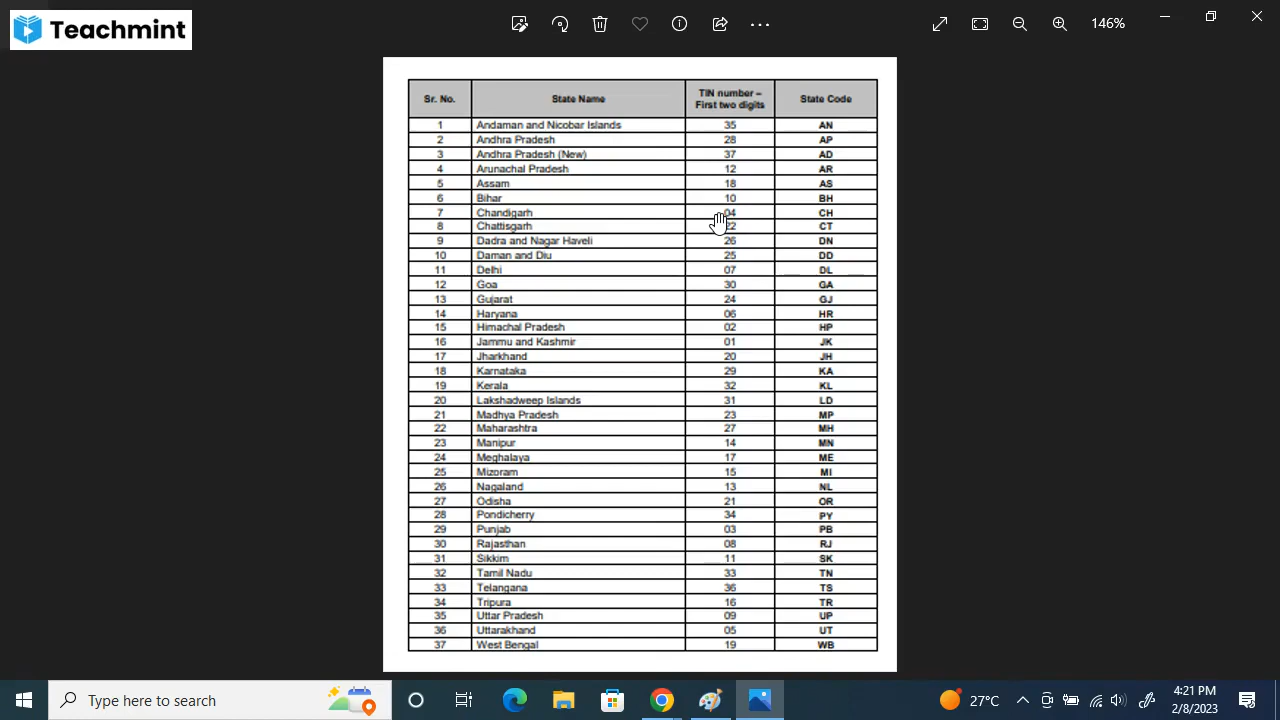 Teachmint
146%
Sr. No. State Name TIN number – First two digits State Code
1 Andaman and Nicobar Islands 35 AN
2 Andhra Pradesh 28 AP
3 Andhra Pradesh (New) 37 AD
4 Arunachal Pradesh 12 AR
5 Assam 18 AS
6 Bihar 10 BH
7 Chandigarh 04 CH
8 Chattisgarh 22 CT
9 Dadra and Nagar Haveli 26 DN
10 Daman and Diu 25 DD
11 Delhi 07 DL
12 Goa 30 GA
13 Gujarat 24 GJ
14 Haryana 06 HR
15 Himachal Pradesh 02 HP
16 Jammu and Kashmir 01 JK
17 Jharkhand 20 JH
18 Karnataka 29 KA
19 Kerala 32 KL
20 Lakshadweep Islands 31 LD
21 Madhya Pradesh 23 MP
22 Maharashtra 27 MH
23 Manipur 14 MN
24 Meghalaya 17 ME
25 Mizoram 15 MI
26 Nagaland 13 NL
27 Odisha 21 OR
28 Pondicherry 34 PY
29 Punjab 03 PB
30 Rajasthan 08 RJ
31 Sikkim 11 SK
32 Tamil Nadu 33 TN
33 Telangana 36 TS
34 Tripura 16 TR
35 Uttar Pradesh 09 UP
36 Uttarakhand 05 UT
37 West Bengal 19 WB
Type here to search
27°C
4:21 PM
2/8/2023